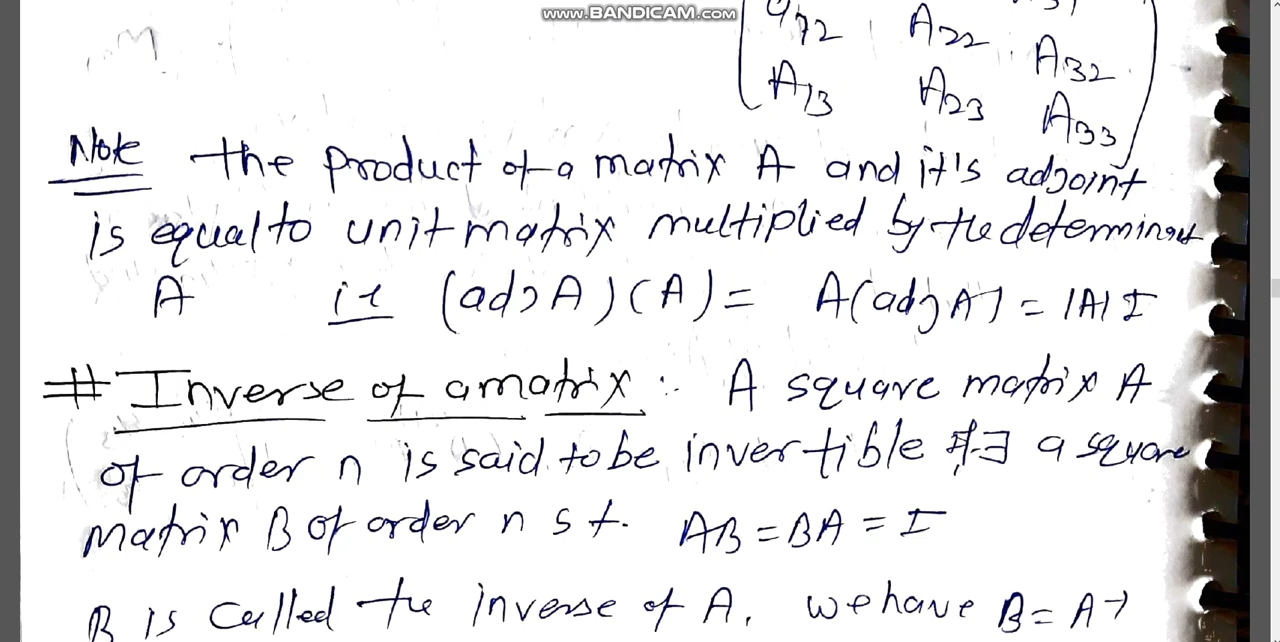 www.BANDICAM.com
A22 A32
A13 A23 A33
Note the product of a matrix A and it's adjoint
is equal to unit matrix multiplied by the determinant
A ie (adj A) (A) = A(adj A) = |A| I
# Inverse of a matrix :- A square matrix A
of order n is said to be invertible if ∃ a square
matrix B of order n s t. AB = BA = I
B is called the inverse of A. we have B = A-1